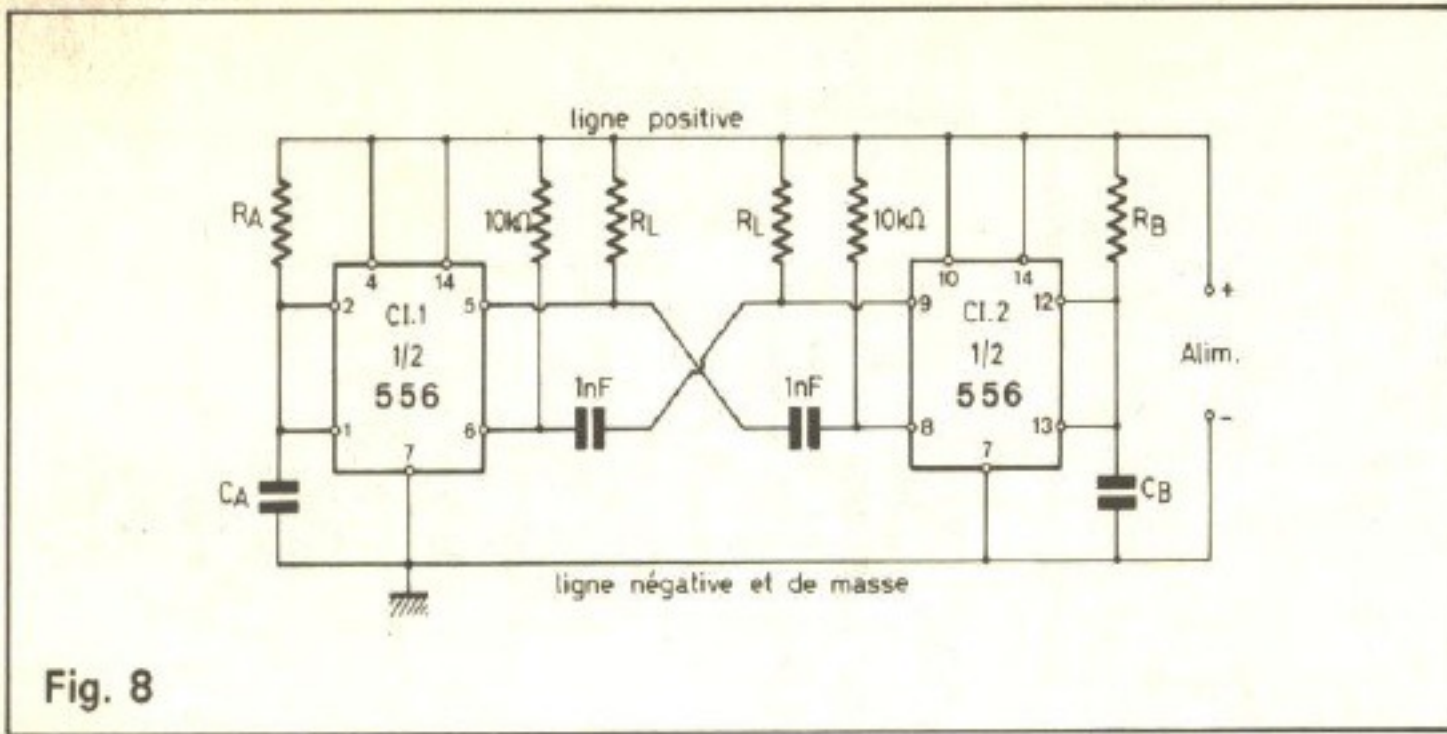 ligne positive
RA
10kΩ
RL
RL
10kΩ
RB
4
14
10
14
2
CI.1
5
9
CI.2
12
+
1/2
1/2
Alim.
556
1nF
1nF
556
1
6
8
13
-
7
7
CA
CB
ligne négative et de masse
Fig. 8